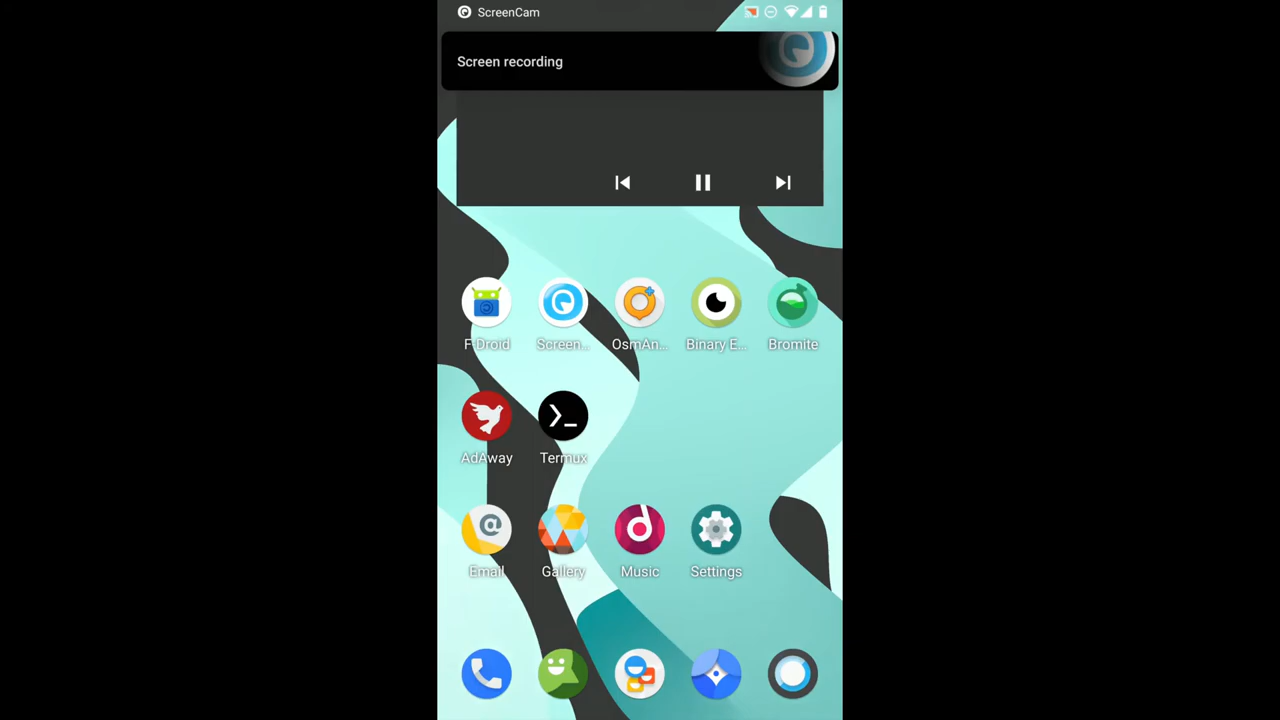 ScreenCam
Screen recording
F-Droid Screen... OsmAn... Binary E... Bromite
AdAway Termux
Email Gallery Music Settings